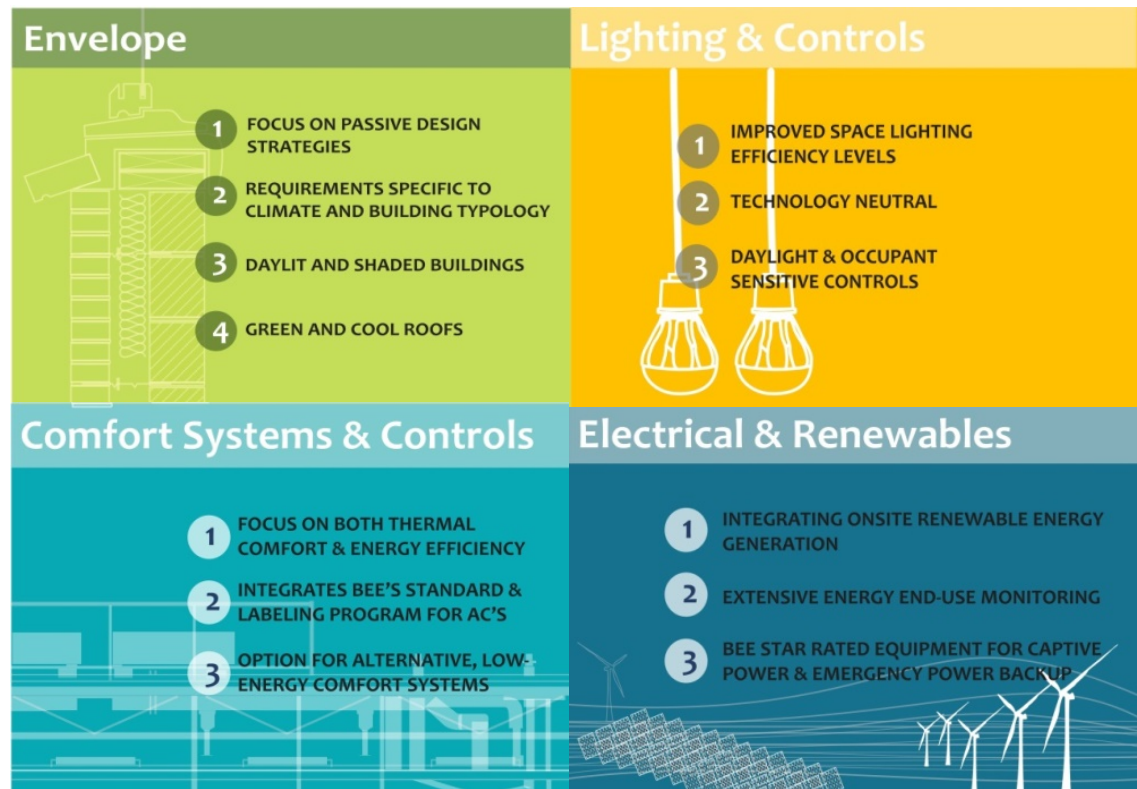 Envelope
1 FOCUS ON PASSIVE DESIGN
STRATEGIES
2 REQUIREMENTS SPECIFIC TO
CLIMATE AND BUILDING TYPOLOGY
3 DAYLIT AND SHADED BUILDINGS
4 GREEN AND COOL ROOFS
Lighting & Controls
1 IMPROVED SPACE LIGHTING
EFFICIENCY LEVELS
2 TECHNOLOGY NEUTRAL
3 DAYLIGHT & OCCUPANT
SENSITIVE CONTROLS
Comfort Systems & Controls
1 FOCUS ON BOTH THERMAL
COMFORT & ENERGY EFFICIENCY
2 INTEGRATES BEE'S STANDARD &
LABELING PROGRAM FOR AC'S
3 OPTION FOR ALTERNATIVE, LOW-
ENERGY COMFORT SYSTEMS
Electrical & Renewables
1 INTEGRATING ONSITE RENEWABLE ENERGY
GENERATION
2 EXTENSIVE ENERGY END-USE MONITORING
3 BEE STAR RATED EQUIPMENT FOR CAPTIVE
POWER & EMERGENCY POWER BACKUP